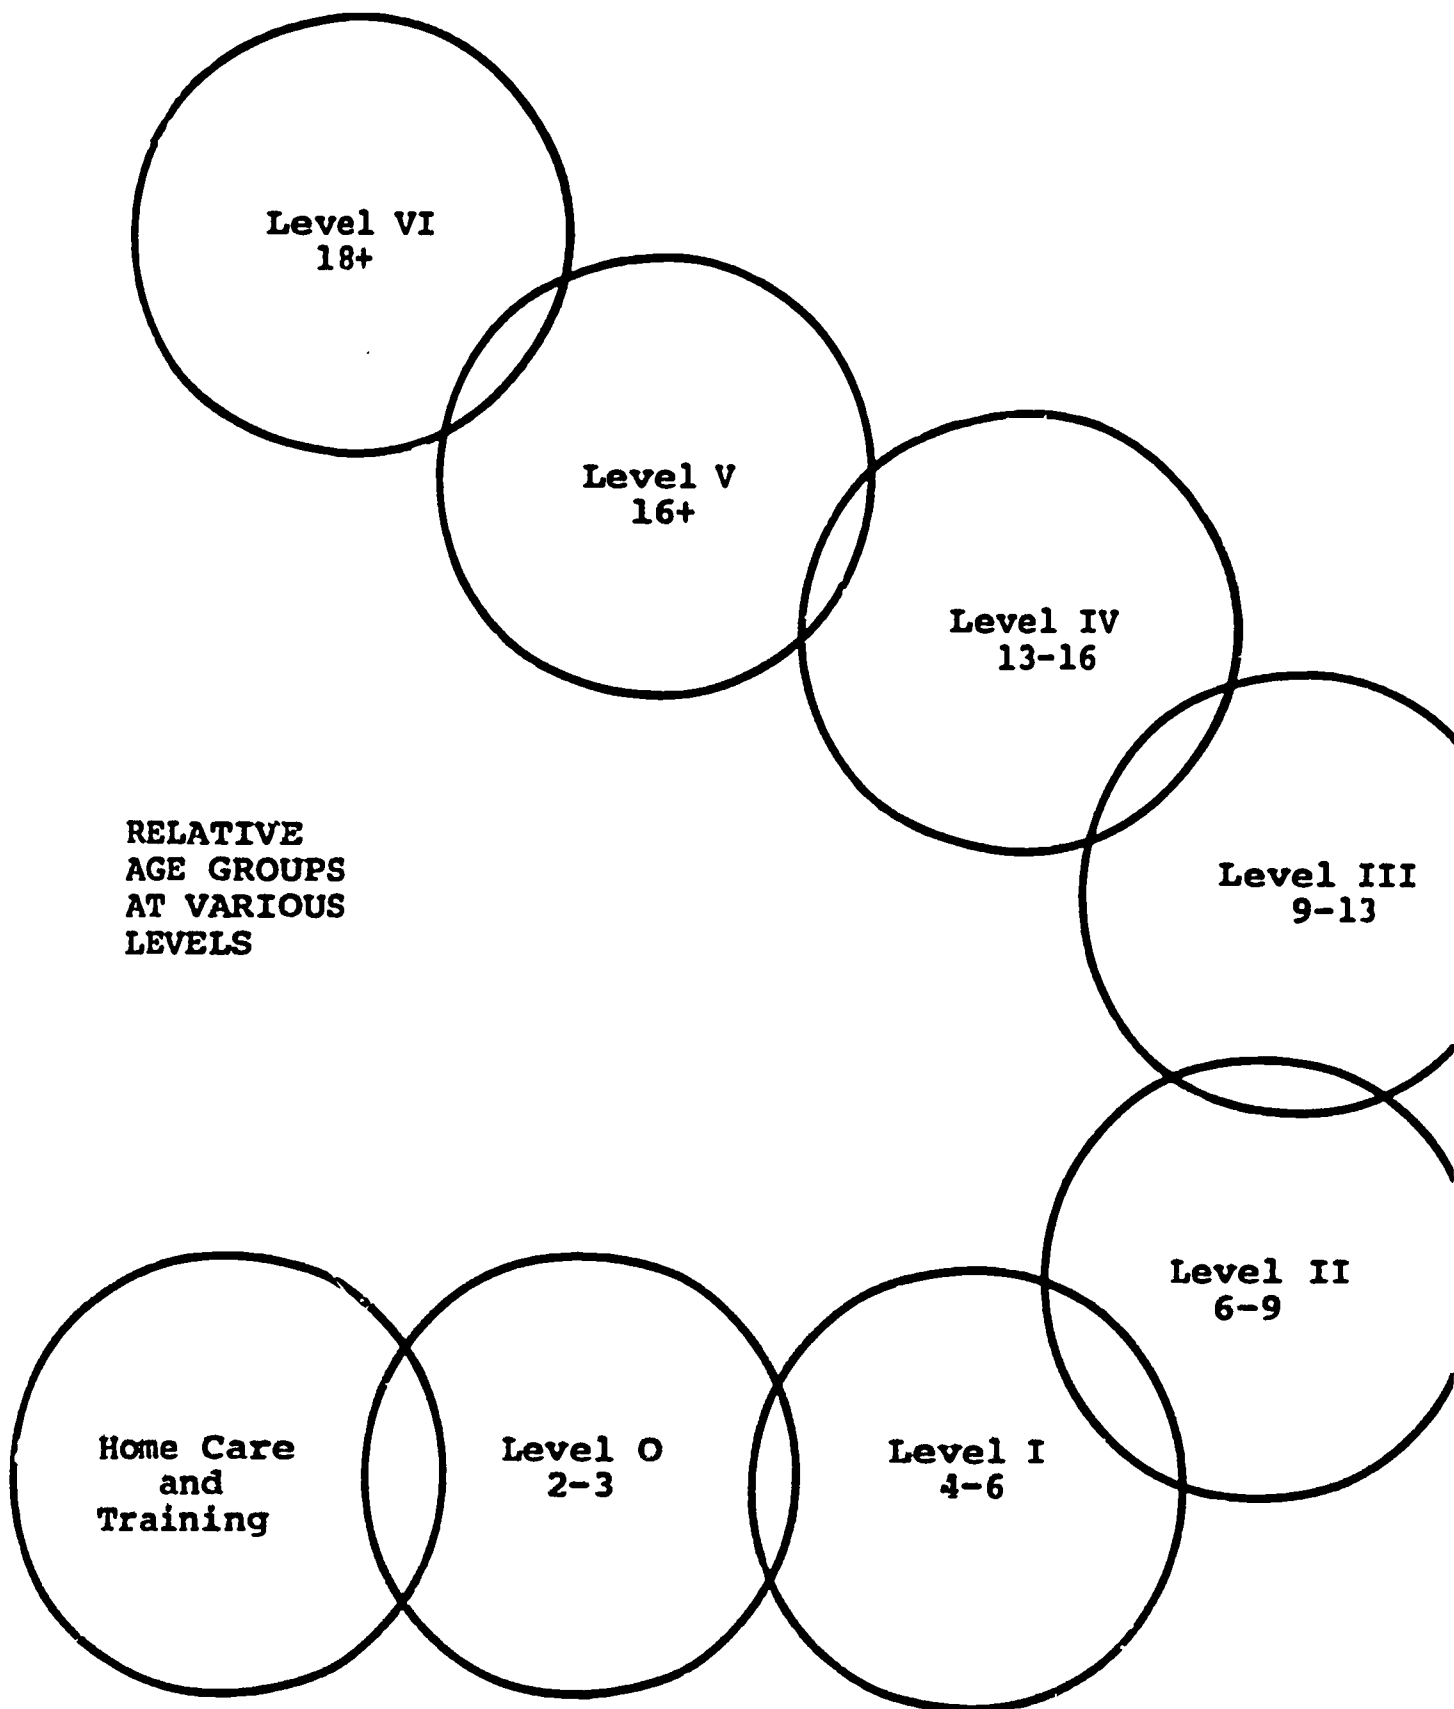 Level VI
18+
Level V
16+
Level IV
13-16
RELATIVE
AGE GROUPS
AT VARIOUS
LEVELS
Level III
9-13
Level II
6-9
Home Care
and
Training
Level O
2-3
Level I
4-6